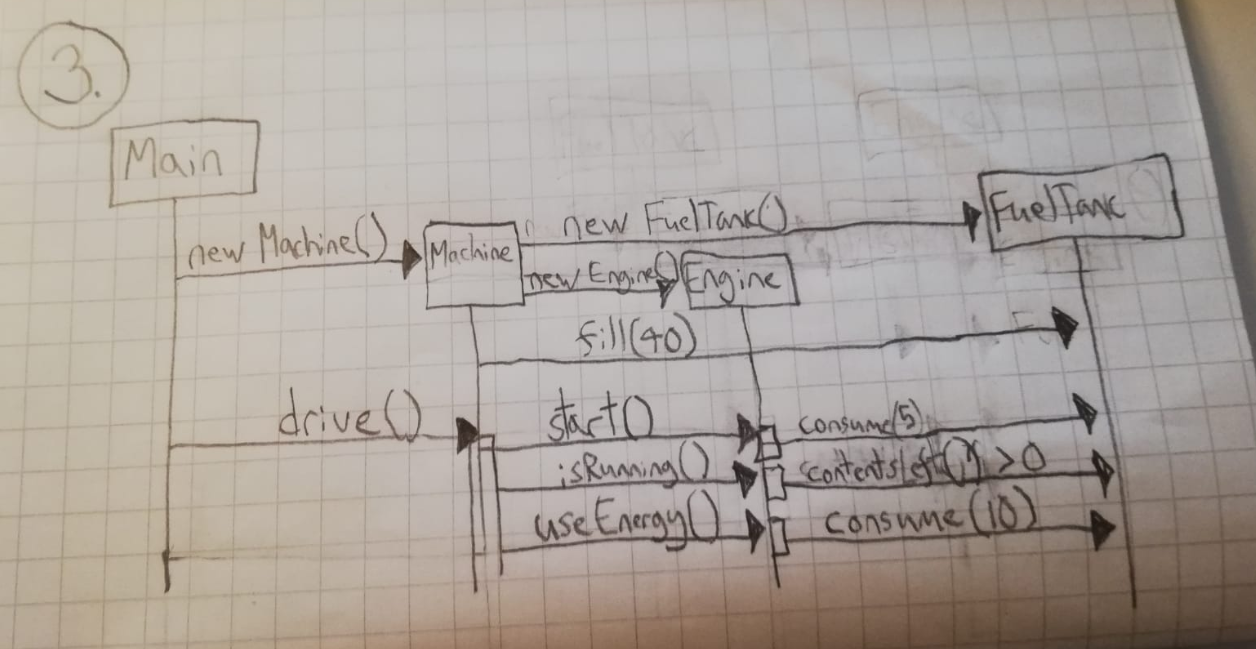 3.
Main
new Machine()
Machine
new FuelTank()
FuelTank
new Engine()
Engine
fill(40)
drive()
start()
consume(5)
isRunning()
contentsLeft() > 0
useEnergy()
consume(10)